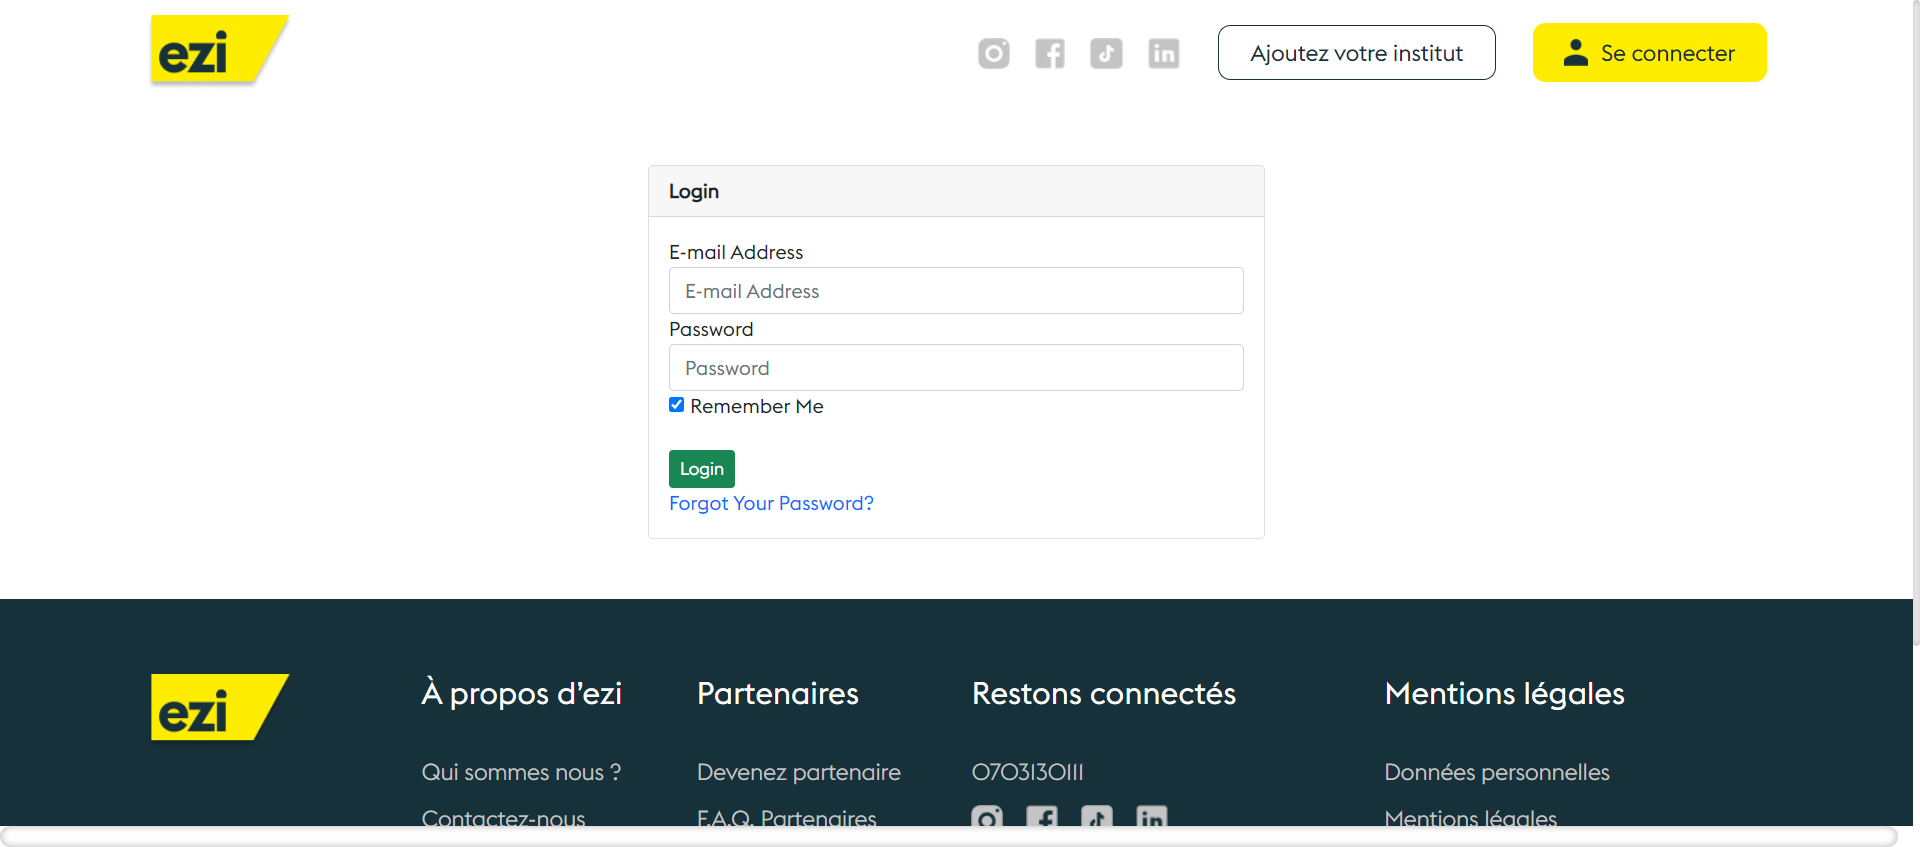 ezi
Ajoutez votre institut
Se connecter
Login
E-mail Address
E-mail Address
Password
Password
Remember Me
Login
Forgot Your Password?
ezi
À propos d'ezi
Qui sommes nous ?
Contactez-nous
Partenaires
Devenez partenaire
F.A.Q. Partenaires
Restons connectés
0703130111
Mentions légales
Données personnelles
Mentions légales